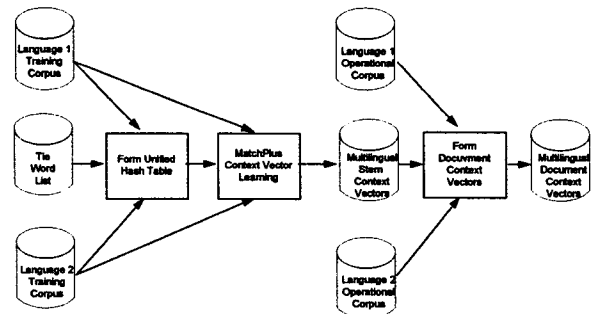 Language 1
Training
Corpus
Language 1
Operational
Corpus
Tie
Word
List
Form Unified
Hash Table
MatchPlus
Context Vector
Learning
Multilingual
Stem
Context
Vectors
Form
Docuvment
Context
Vectors
Multilingual
Document
Context
Vectors
Language 2
Training
Corpus
Language 2
Operational
Corpus